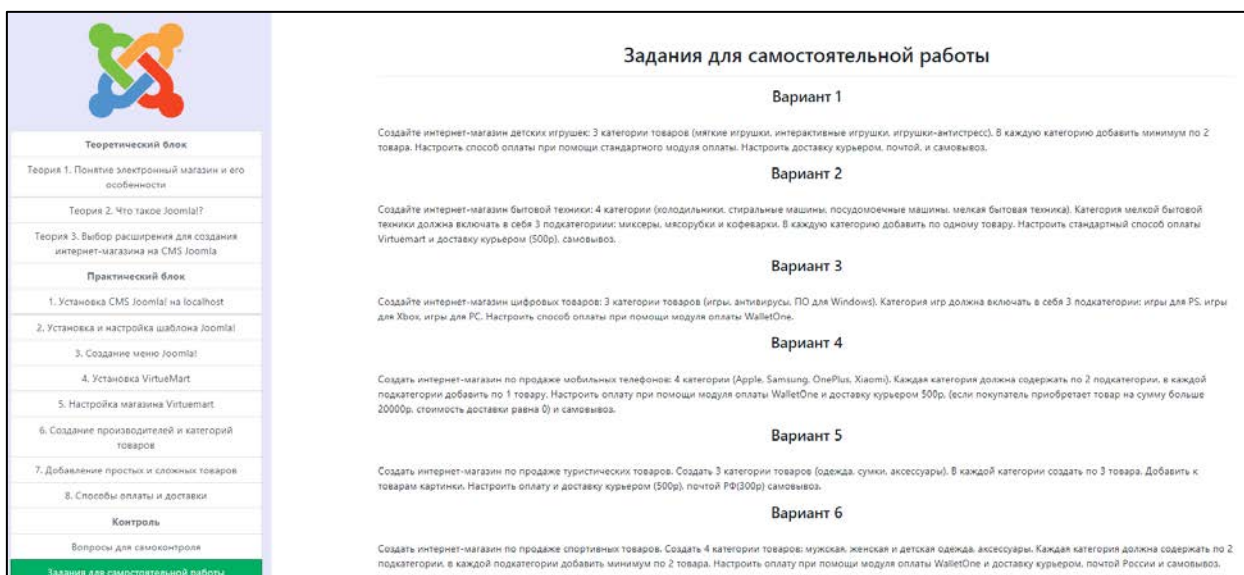 Теоретический блок
Теория 1. Понятие электронный магазин и его
особенности
Теория 2. Что такое Joomla!?
Теория 3. Выбор расширения для создания
интернет-магазина на CMS Joomla
Практический блок
1. Установка CMS Joomla! на localhost
2. Установка и настройка шаблона Joomla!
3. Создание меню Joomla!
4. Установка VirtueMart
5. Настройка магазина Virtuemart
6. Создание производителей и категорий
товаров
7. Добавление простых и сложных товаров
8. Способы оплаты и доставки
Контроль
Вопросы для самоконтроля
Задания для самостоятельной работы
Задания для самостоятельной работы
Вариант 1
Создайте интернет-магазин детских игрушек: 3 категории товаров (мягкие игрушки, интерактивные игрушки, игрушки-антистресс). В каждую категорию добавить минимум по 2
товара. Настроить способ оплаты при помощи стандартного модуля оплаты. Настроить доставку курьером, почтой, и самовывоз.
Вариант 2
Создайте интернет-магазин бытовой техники: 4 категории (холодильники, стиральные машины, посудомоечные машины, мелкая бытовая техника). Категория мелкой бытовой
техники должна включать в себя 3 подкатегориии: миксеры, мясорубки и кофеварки. В каждую категорию добавить по одному товару. Настроить стандартный способ оплаты
Virtuemart и доставку курьером (500р), самовывоз.
Вариант 3
Создайте интернет-магазин цифровых товаров: 3 категории товаров (игры, антивирусы, ПО для Windows). Категория игр должна включать в себя 3 подкатегории: игры для PS, игры
для Xbox, игры для PC. Настроить способ оплаты при помощи модуля оплаты WalletOne.
Вариант 4
Создать интернет-магазин по продаже мобильных телефонов: 4 категории (Apple, Samsung, OnePlus, Xiaomi). Каждая категория должна содержать по 2 подкатегории, в каждой
подкатегории добавить по 1 товару. Настроить оплату при помощи модуля оплаты WalletOne и доставку курьером 500р, (если покупатель приобретает товар на сумму больше
20000р, стоимость доставки равна 0) и самовывоз.
Вариант 5
Создать интернет-магазин по продаже туристических товаров. Создать 3 категории товаров (одежда, сумки, аксессуары). В каждой категории создать по 3 товара. Добавить к
товарам картинки. Настроить оплату и доставку курьером (500р), почтой РФ(300р) самовывоз.
Вариант 6
Создать интернет-магазин по продаже спортивных товаров. Создать 4 категории товаров: мужская, женская и детская одежда, аксессуары. Каждая категория должна содержать по 2
подкатегории, в каждой подкатегории добавить минимум по 2 товара. Настроить оплату при помощи модуля оплаты WalletOne и доставку курьером, почтой России и самовывоз.